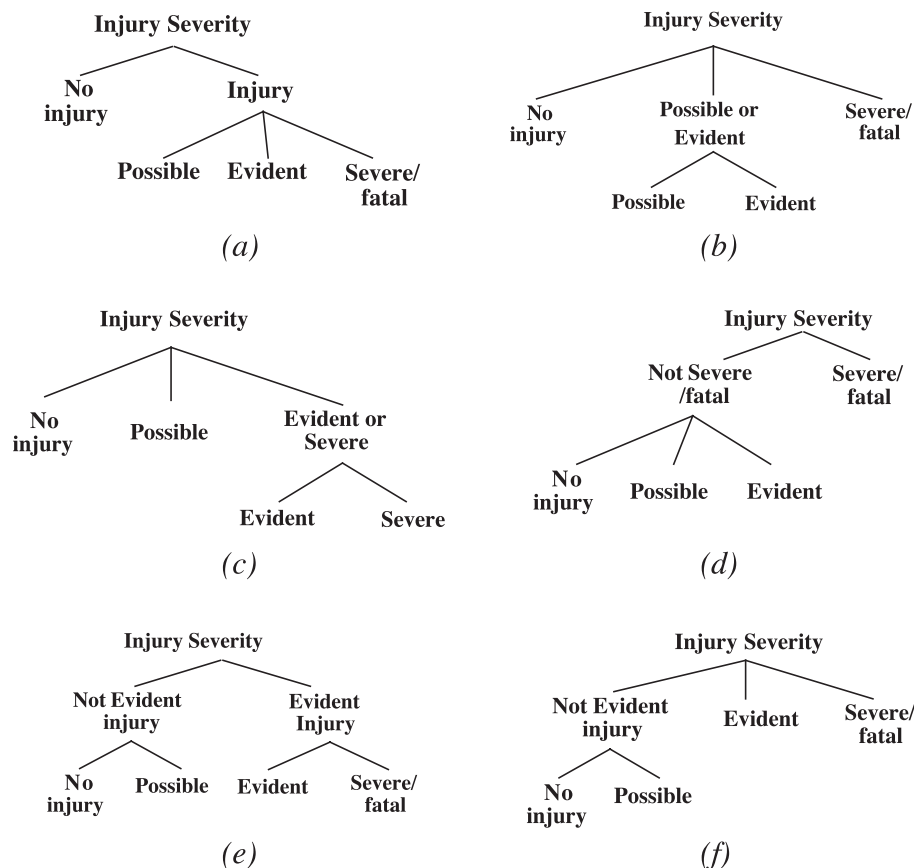 Injury Severity
No
injury
Injury
Possible
Evident
Severe/
fatal
(a)
Injury Severity
No
injury
Possible or
Evident
Severe/
fatal
Possible
Evident
(b)
Injury Severity
No
injury
Possible
Evident or
Severe
Evident
Severe
(c)
Injury Severity
Not Severe
/fatal
Severe/
fatal
No
injury
Possible
Evident
(d)
Injury Severity
Not Evident
injury
Evident
Injury
No
injury
Possible
Evident
Severe/
fatal
(e)
Injury Severity
Not Evident
injury
Evident
Severe/
fatal
No
injury
Possible
(f)